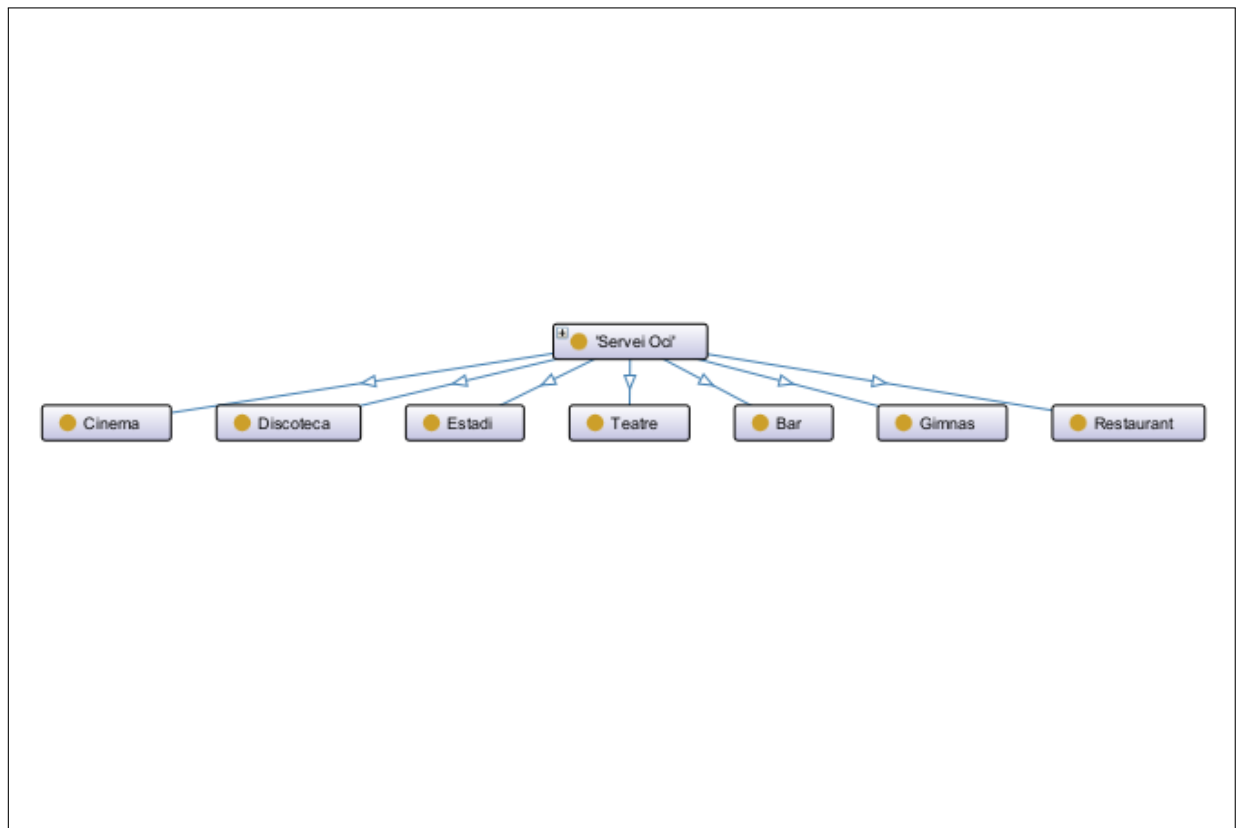 'Servei Oci'
Cinema
Discoteca
Estadi
Teatre
Bar
Gimnas
Restaurant